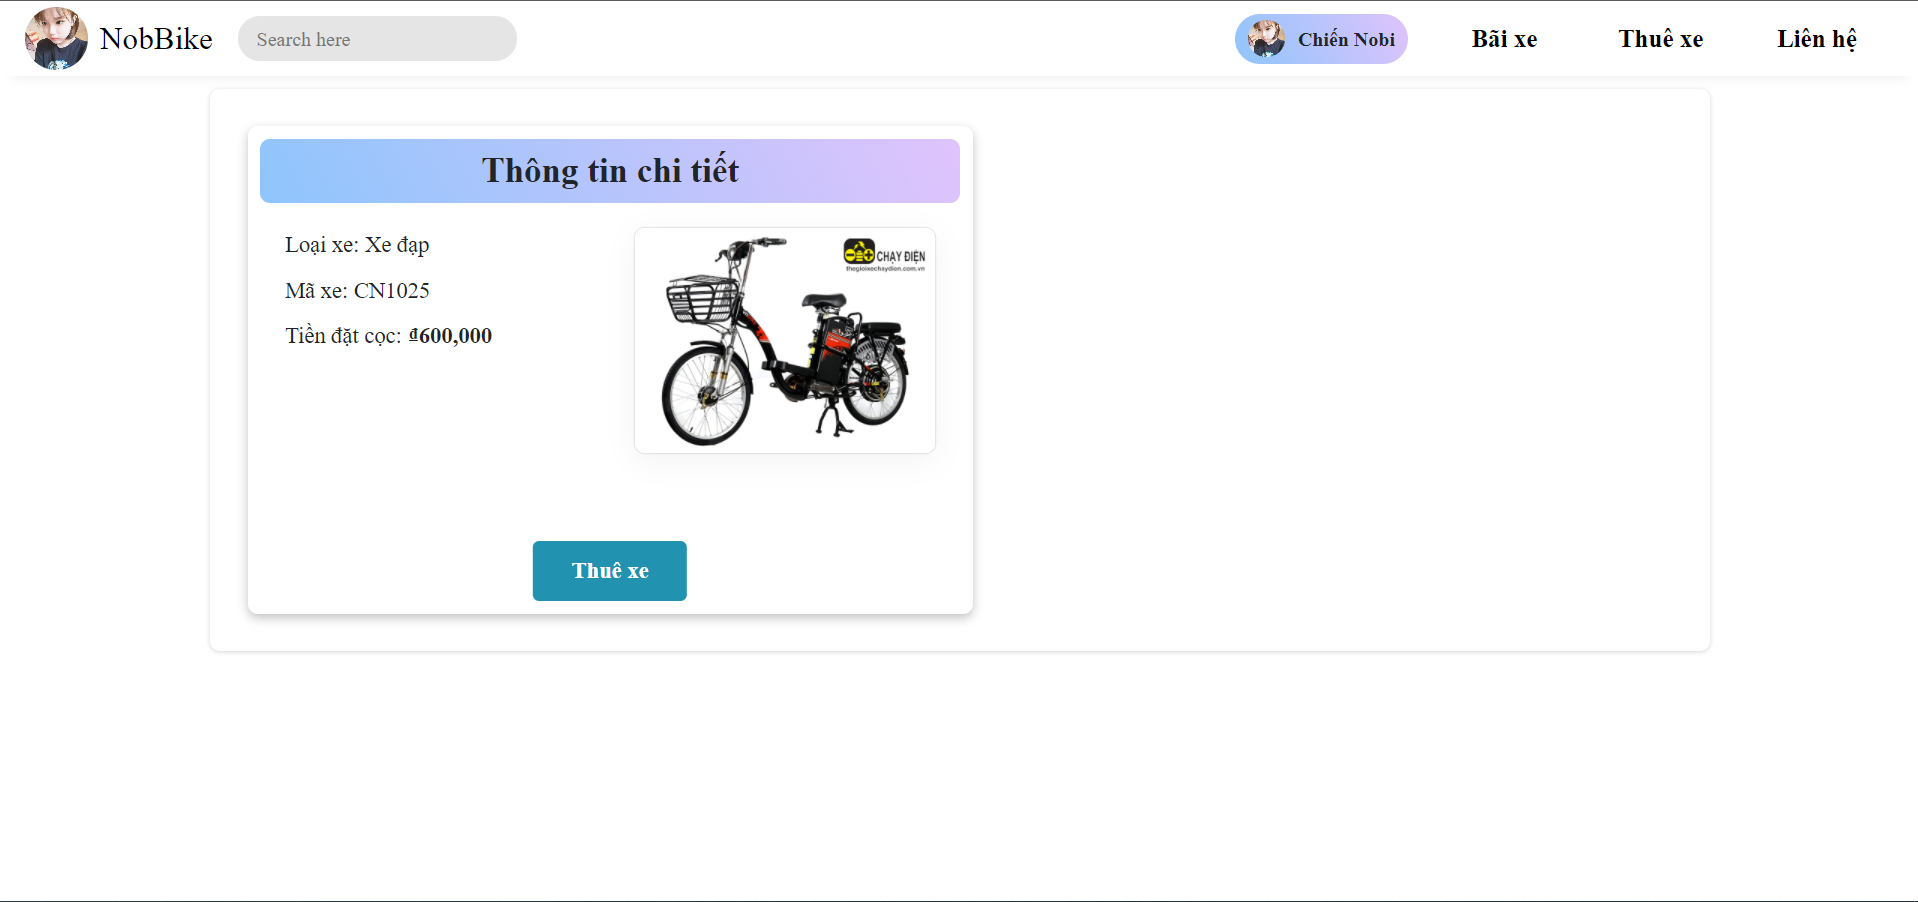 NobBike
Search here
Chiến Nobi
Bãi xe
Thuê xe
Liên hệ
Thông tin chi tiết
Loại xe: Xe đạp
Mã xe: CN1025
Tiền đặt cọc: ₫600,000
CHẠY ĐIỆN
thegioixechaydien.com.vn
Thuê xe